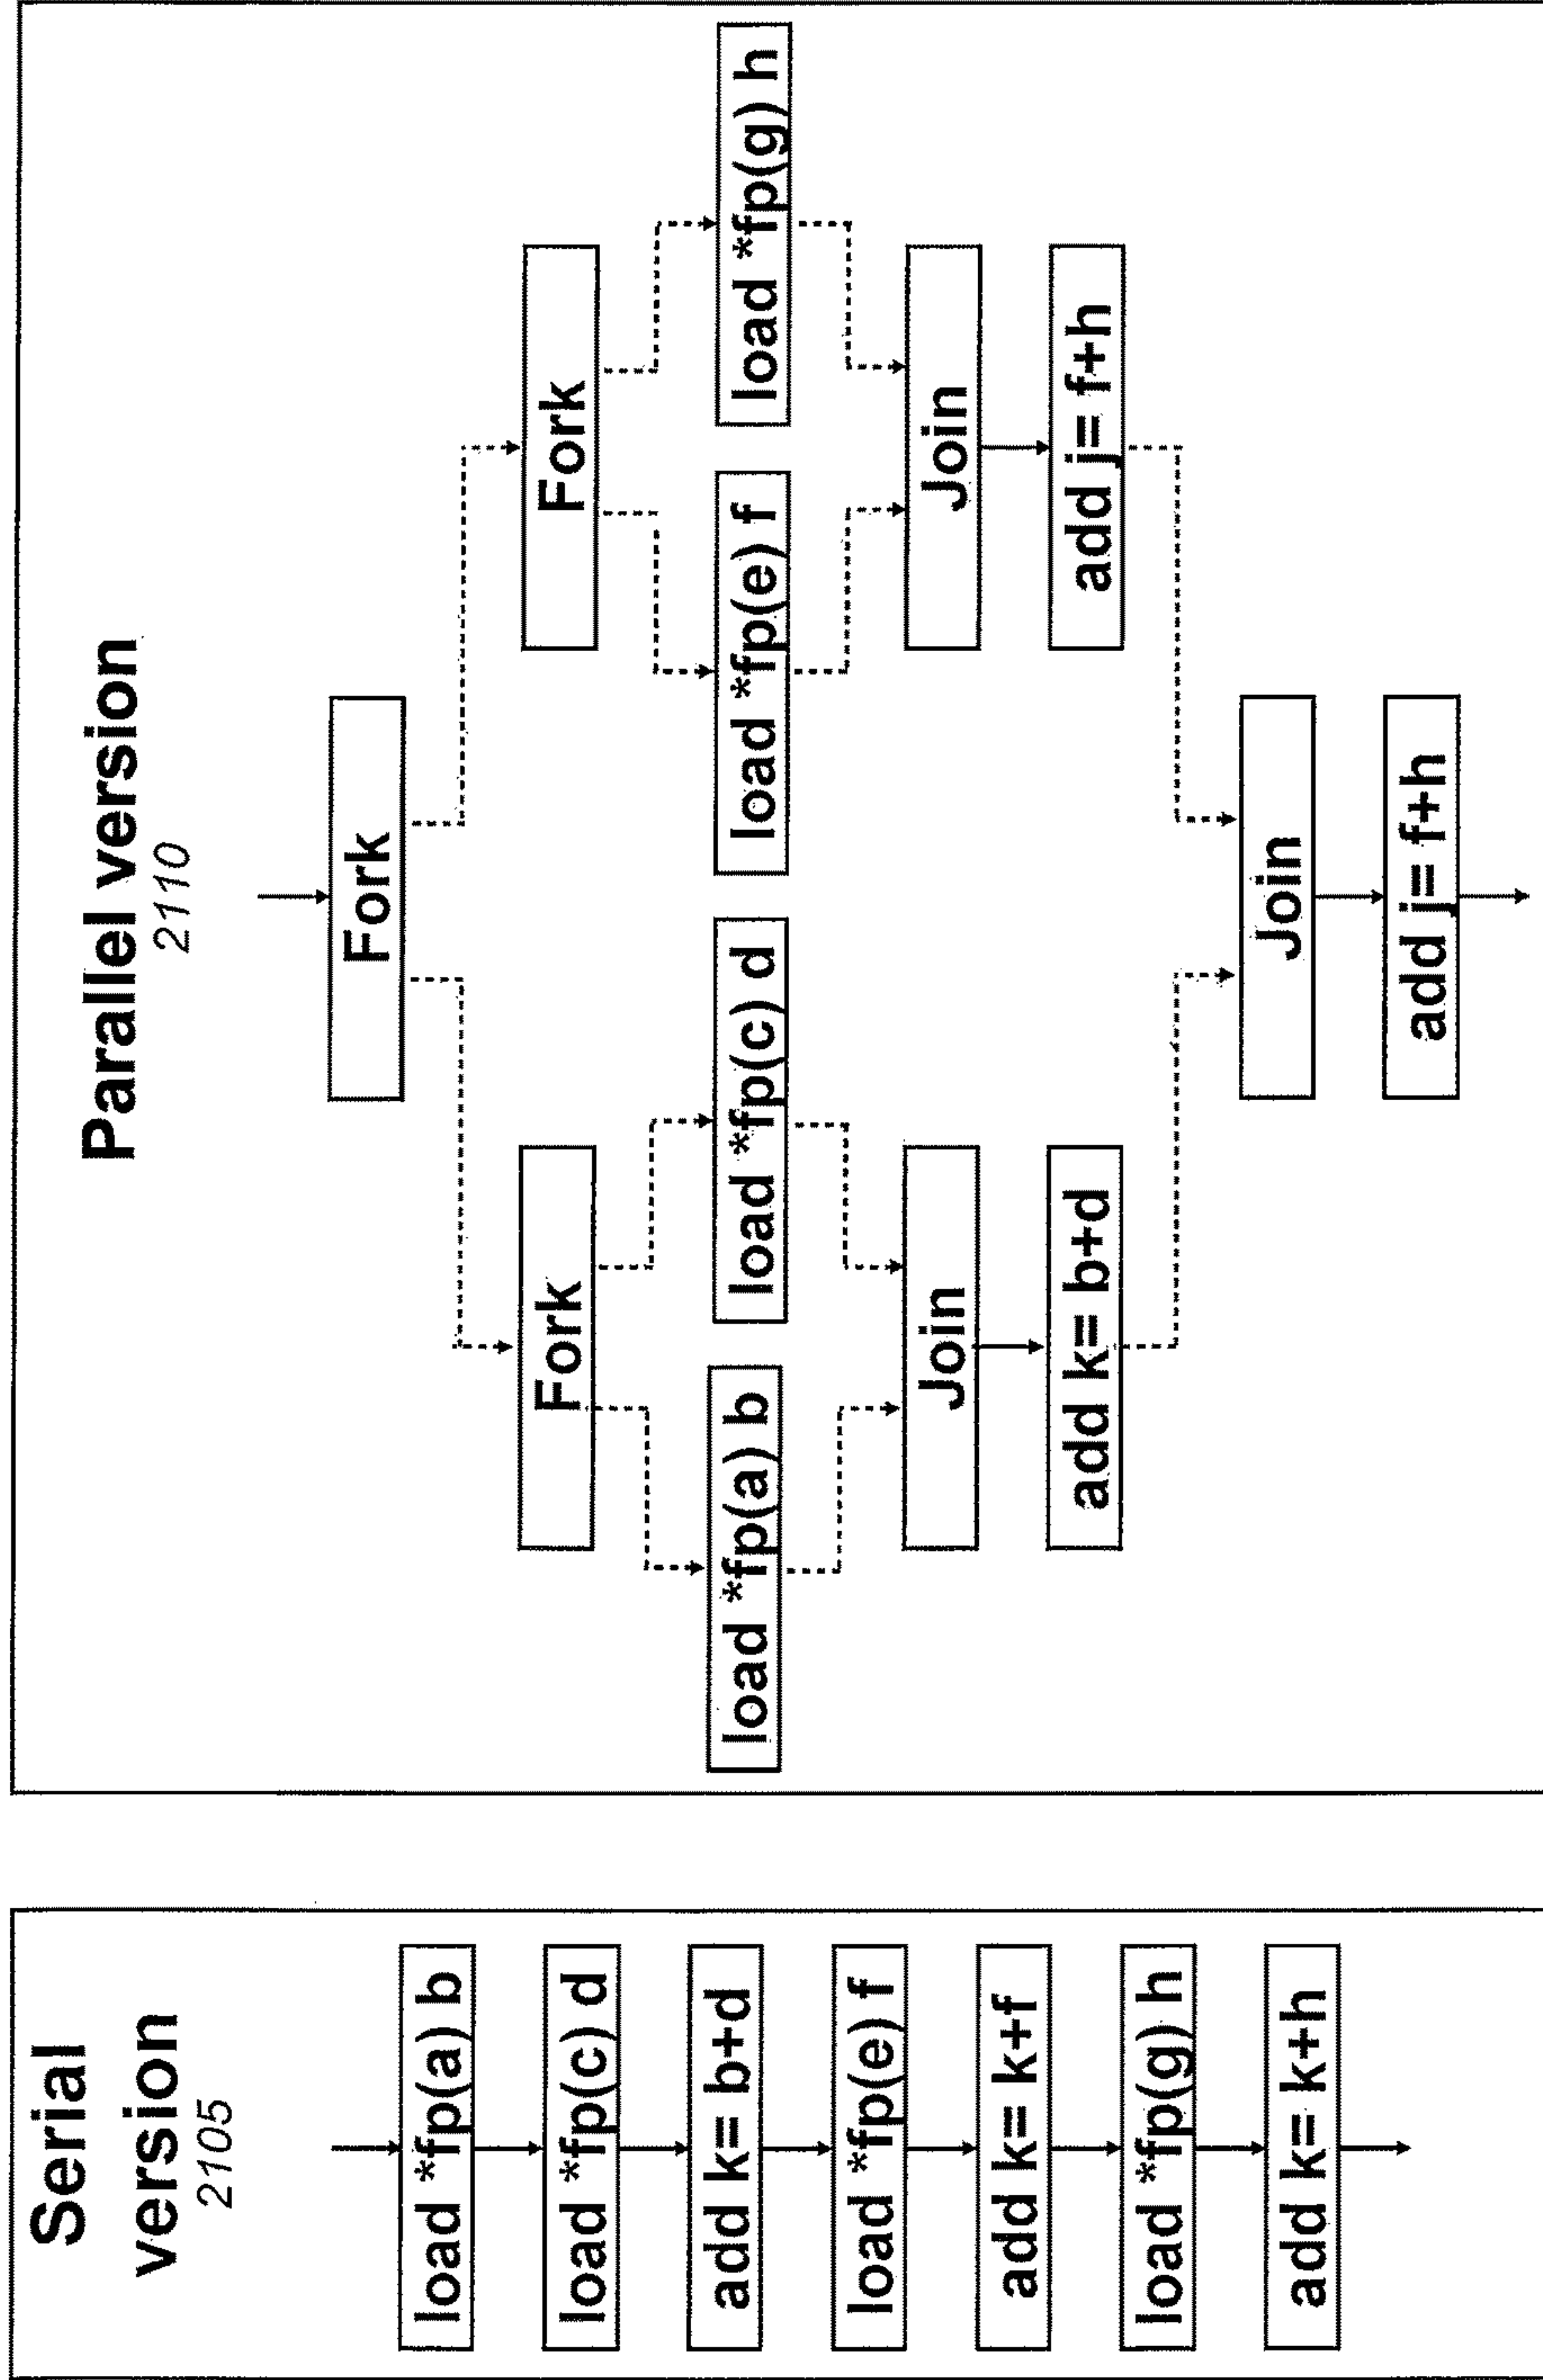 Serial
version
2105
load *fp(a) b
load *fp(c) d
add k= b+d
load *fp(e) f
add k= k+f
load *fp(g) h
add k= k+h
Parallel version
2110
Fork
Fork
Fork
load *fp(a) b
load *fp(c) d
load *fp(e) f
load *fp(g) h
Join
Join
add k= b+d
add j= f+h
Join
add j= f+h